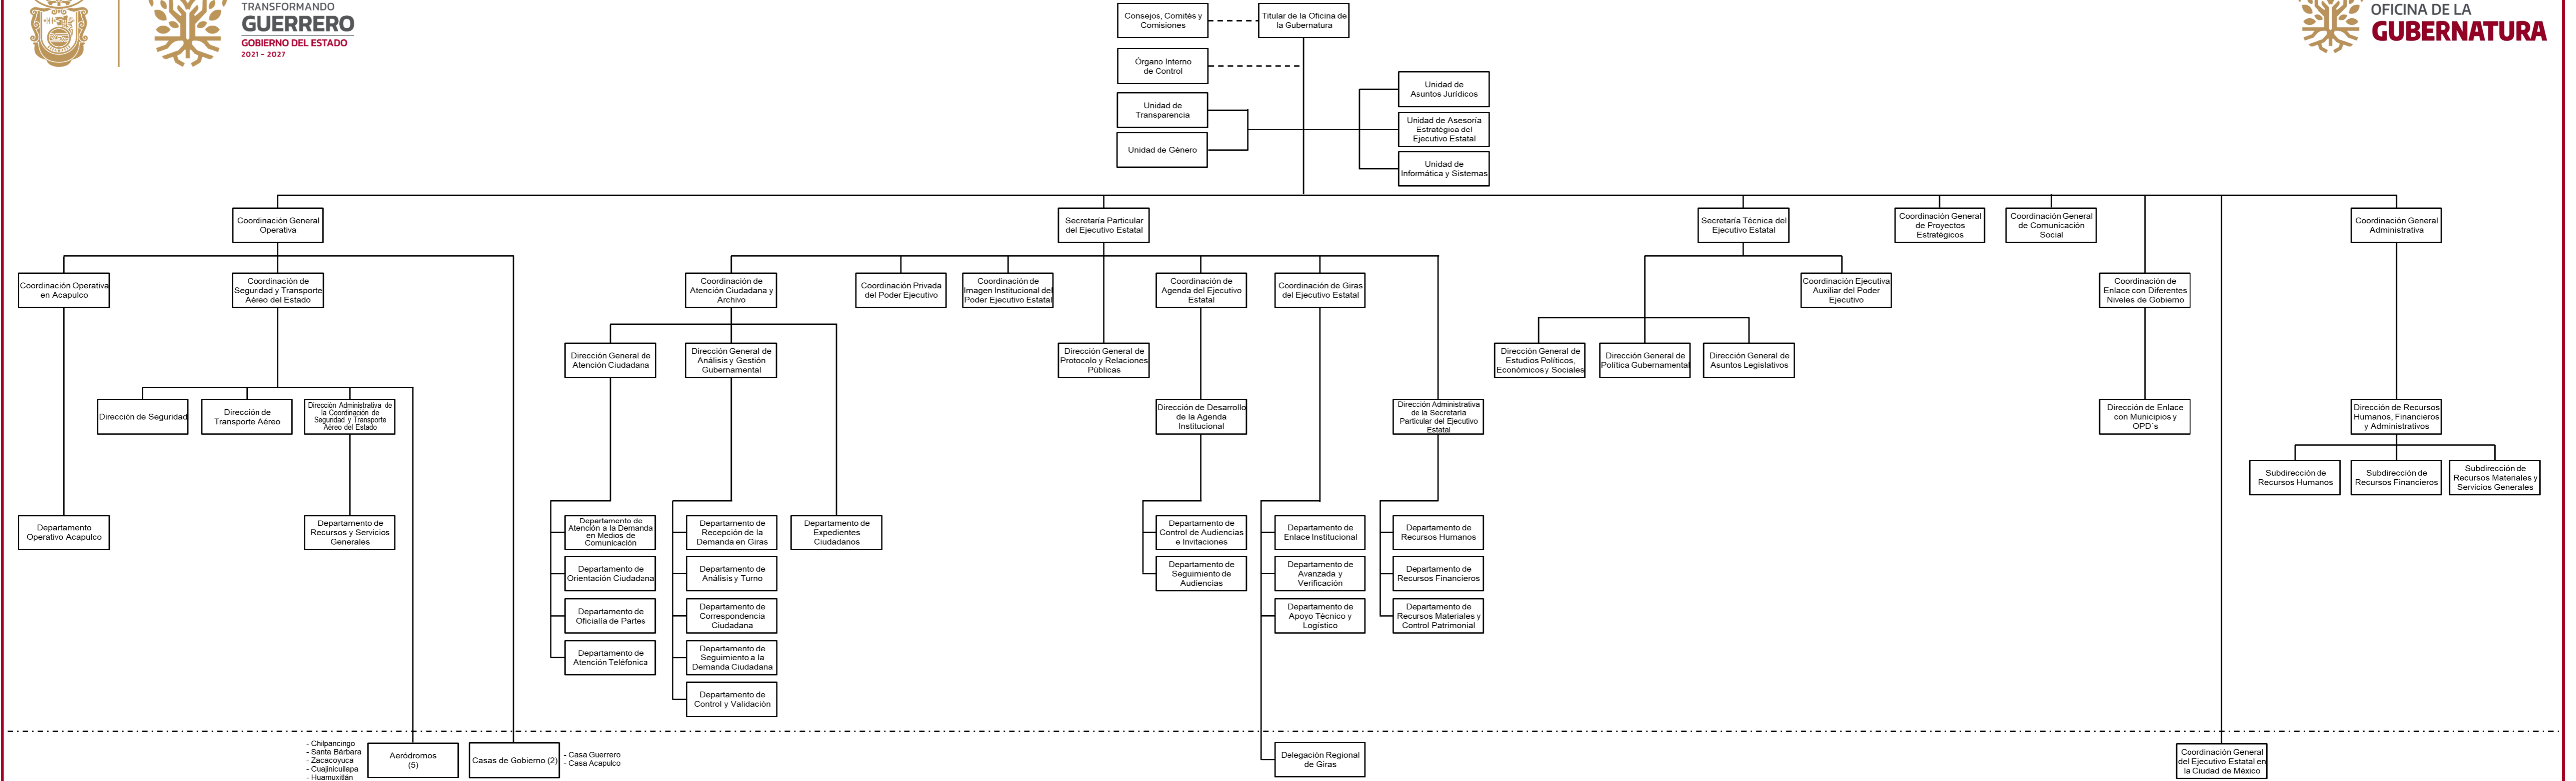 TRANSFORMANDO
GUERRERO
GOBIERNO DEL ESTADO
2021 - 2027
OFICINA DE LA
GUBERNATURA
Consejos, Comités y
Comisiones
Titular de la Oficina de
la Gubernatura
Órgano Interno
de Control
Unidad de
Transparencia
Unidad de Género
Unidad de
Asuntos Jurídicos
Unidad de Asesoría
Estratégica del
Ejecutivo Estatal
Unidad de
Informática y Sistemas
Coordinación General
Operativa
Secretaría Particular
del Ejecutivo Estatal
Secretaría Técnica del
Ejecutivo Estatal
Coordinación General
de Proyectos
Estratégicos
Coordinación General
de Comunicación
Social
Coordinación General
Administrativa
Coordinación Operativa
en Acapulco
Coordinación de
Seguridad y Transporte
Aéreo del Estado
Coordinación de
Atención Ciudadana y
Archivo
Coordinación Privada
del Poder Ejecutivo
Coordinación de
Imagen Institucional del
Poder Ejecutivo Estatal
Coordinación de
Agenda del Ejecutivo
Estatal
Coordinación de Giras
del Ejecutivo Estatal
Coordinación Ejecutiva
Auxiliar del Poder
Ejecutivo
Coordinación de
Enlace con Diferentes
Niveles de Gobierno
Dirección General de
Atención Ciudadana
Dirección General de
Análisis y Gestión
Gubernamental
Dirección General de
Protocolo y Relaciones
Públicas
Dirección General de
Estudios Políticos,
Económicos y Sociales
Dirección General de
Política Gubernamental
Dirección General de
Asuntos Legislativos
Dirección de Seguridad
Dirección de
Transporte Aéreo
Dirección Administrativa de
la Coordinación de
Seguridad y Transporte
Aéreo del Estado
Dirección de Desarrollo
de la Agenda
Institucional
Dirección Administrativa
de la Secretaría
Particular del Ejecutivo
Estatal
Dirección de Enlace
con Municipios y
OPD´s
Dirección de Recursos
Humanos, Financieros
y Administrativos
Subdirección de
Recursos Humanos
Subdirección de
Recursos Financieros
Subdirección de
Recursos Materiales y
Servicios Generales
Departamento
Operativo Acapulco
Departamento de
Recursos y Servicios
Generales
Departamento de
Atención a la Demanda
en Medios de
Comunicación
Departamento de
Orientación Ciudadana
Departamento de
Oficialía de Partes
Departamento de
Atención Teléfonica
Departamento de
Recepción de la
Demanda en Giras
Departamento de
Análisis y Turno
Departamento de
Correspondencia
Ciudadana
Departamento de
Seguimiento a la
Demanda Ciudadana
Departamento de
Control y Validación
Departamento de
Expedientes
Ciudadanos
Departamento de
Control de Audiencias
e Invitaciones
Departamento de
Seguimiento de
Audiencias
Departamento de
Enlace Institucional
Departamento de
Avanzada y
Verificación
Departamento de
Apoyo Técnico y
Logístico
Departamento de
Recursos Humanos
Departamento de
Recursos Financieros
Departamento de
Recursos Materiales y
Control Patrimonial
- Chilpancingo
- Santa Bárbara
- Zacacoyuca
- Cuajinicuilapa
- Huamuxtitlán
Aeródromos
(5)
Casas de Gobierno (2)
- Casa Guerrero
- Casa Acapulco
Delegación Regional
de Giras
Coordinación General
del Ejecutivo Estatal en
la Ciudad de México